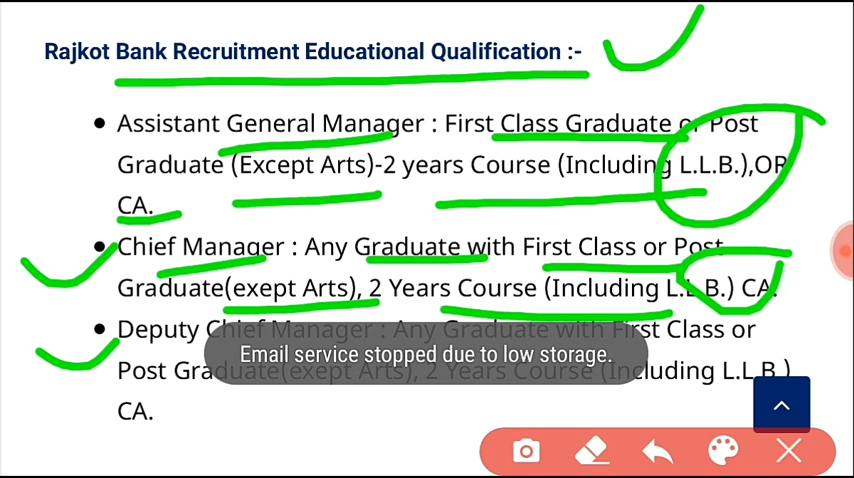 Rajkot Bank Recruitment Educational Qualification :-
Assistant General Manager : First Class Graduate or Post
Graduate (Except Arts)-2 years Course (Including L.L.B.),OR
CA.
Chief Manager : Any Graduate with First Class or Post
Graduate(exept Arts), 2 Years Course (Including L.L.B.) CA.
Deputy Chief Manager : Any Graduate with First Class or
Email service stopped due to low storage.
Post Graduate(exept Arts), 2 Years Course (Including L.L.B.)
CA.